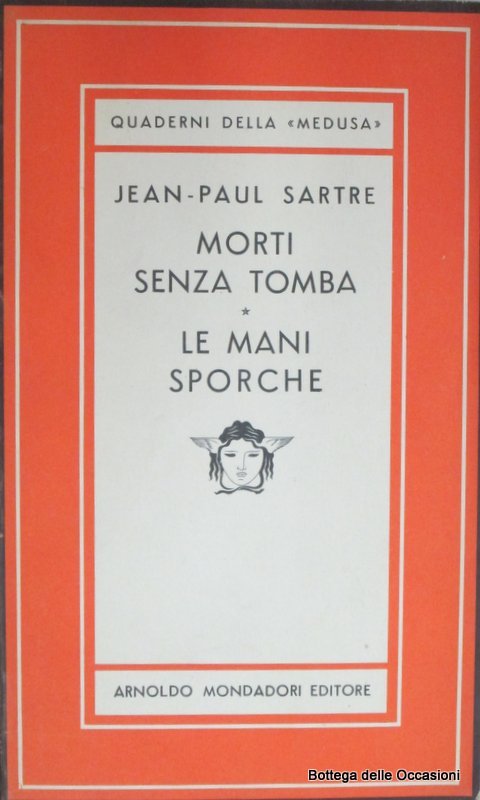 QUADERNI DELLA «MEDUSA»
JEAN-PAUL SARTRE
MORTI
SENZA TOMBA
*
LE MANI
SPORCHE
ARNOLDO MONDADORI EDITORE
Bottega delle Occasioni